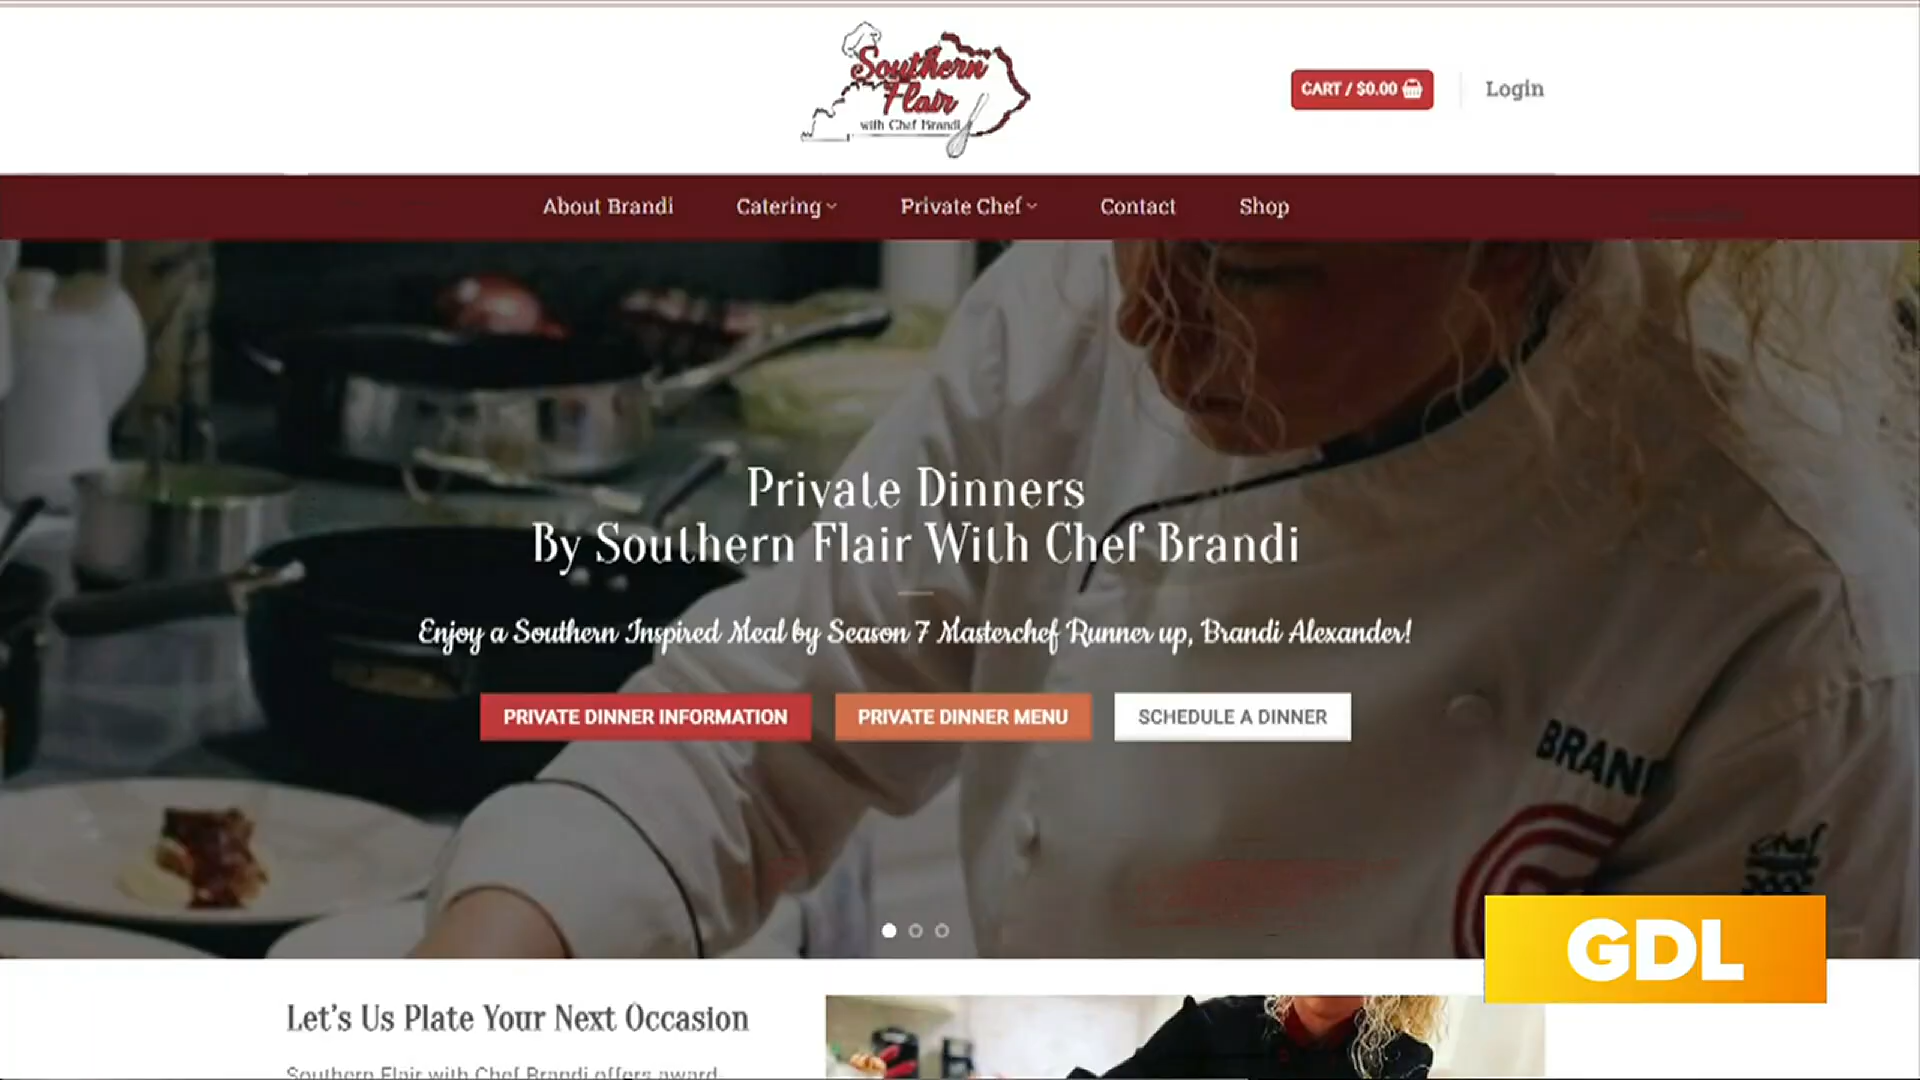 Southern
Flair
with Chef Brandi
CART / $0.00
Login
About Brandi
Catering
Private Chef
Contact
Shop
Private Dinners
By Southern Flair With Chef Brandi
Enjoy a Southern Inspired Meal by Season 7 Masterchef Runner up, Brandi Alexander!
PRIVATE DINNER INFORMATION
PRIVATE DINNER MENU
SCHEDULE A DINNER
BRAN
Chef
GDL
Let's Us Plate Your Next Occasion
Southern Flair with Chef Brandi offers award-